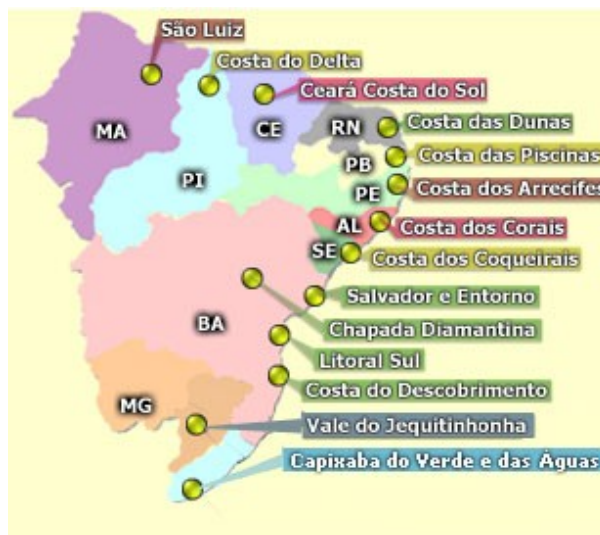 São Luiz
Costa do Delta
Ceará Costa do Sol
MA
CE
RN
Costa das Dunas
PB
Costa das Piscinas
PI
PE
Costa dos Arrecifes
AL
Costa dos Corais
SE
Costa dos Coqueirais
Salvador e Entorno
BA
Chapada Diamantina
Litoral Sul
Costa do Descobrimento
MG
Vale do Jequitinhonha
Capixaba do Verde e das Águas